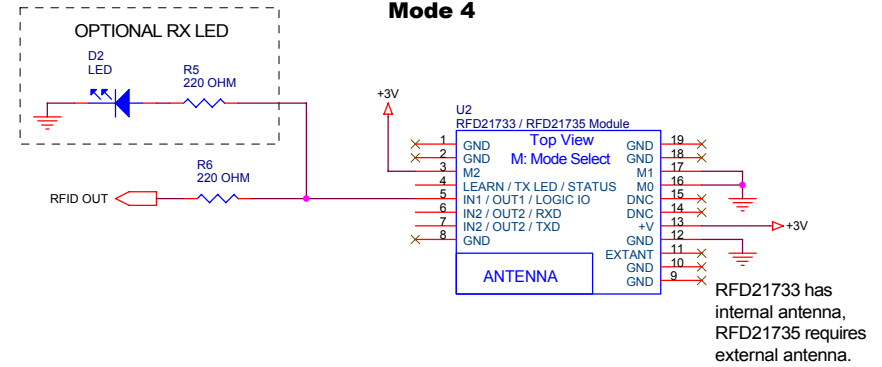 Mode 4
OPTIONAL RX LED
D2
LED
R5
220 OHM
R6
220 OHM
RFID OUT
+3V
U2
RFD21733 / RFD21735 Module
Top View
M: Mode Select
1 GND
2 GND
3 M2
4 LEARN / TX LED / STATUS
5 IN1 / OUT1 / LOGIC IO
6 IN2 / OUT2 / RXD
7 IN2 / OUT2 / TXD
8 GND
GND 19
GND 18
M1 17
M0 16
DNC 15
DNC 14
+V 13
+3V
GND 12
EXTANT 11
GND 10
GND 9
ANTENNA
RFD21733 has
internal antenna,
RFD21735 requires
external antenna.